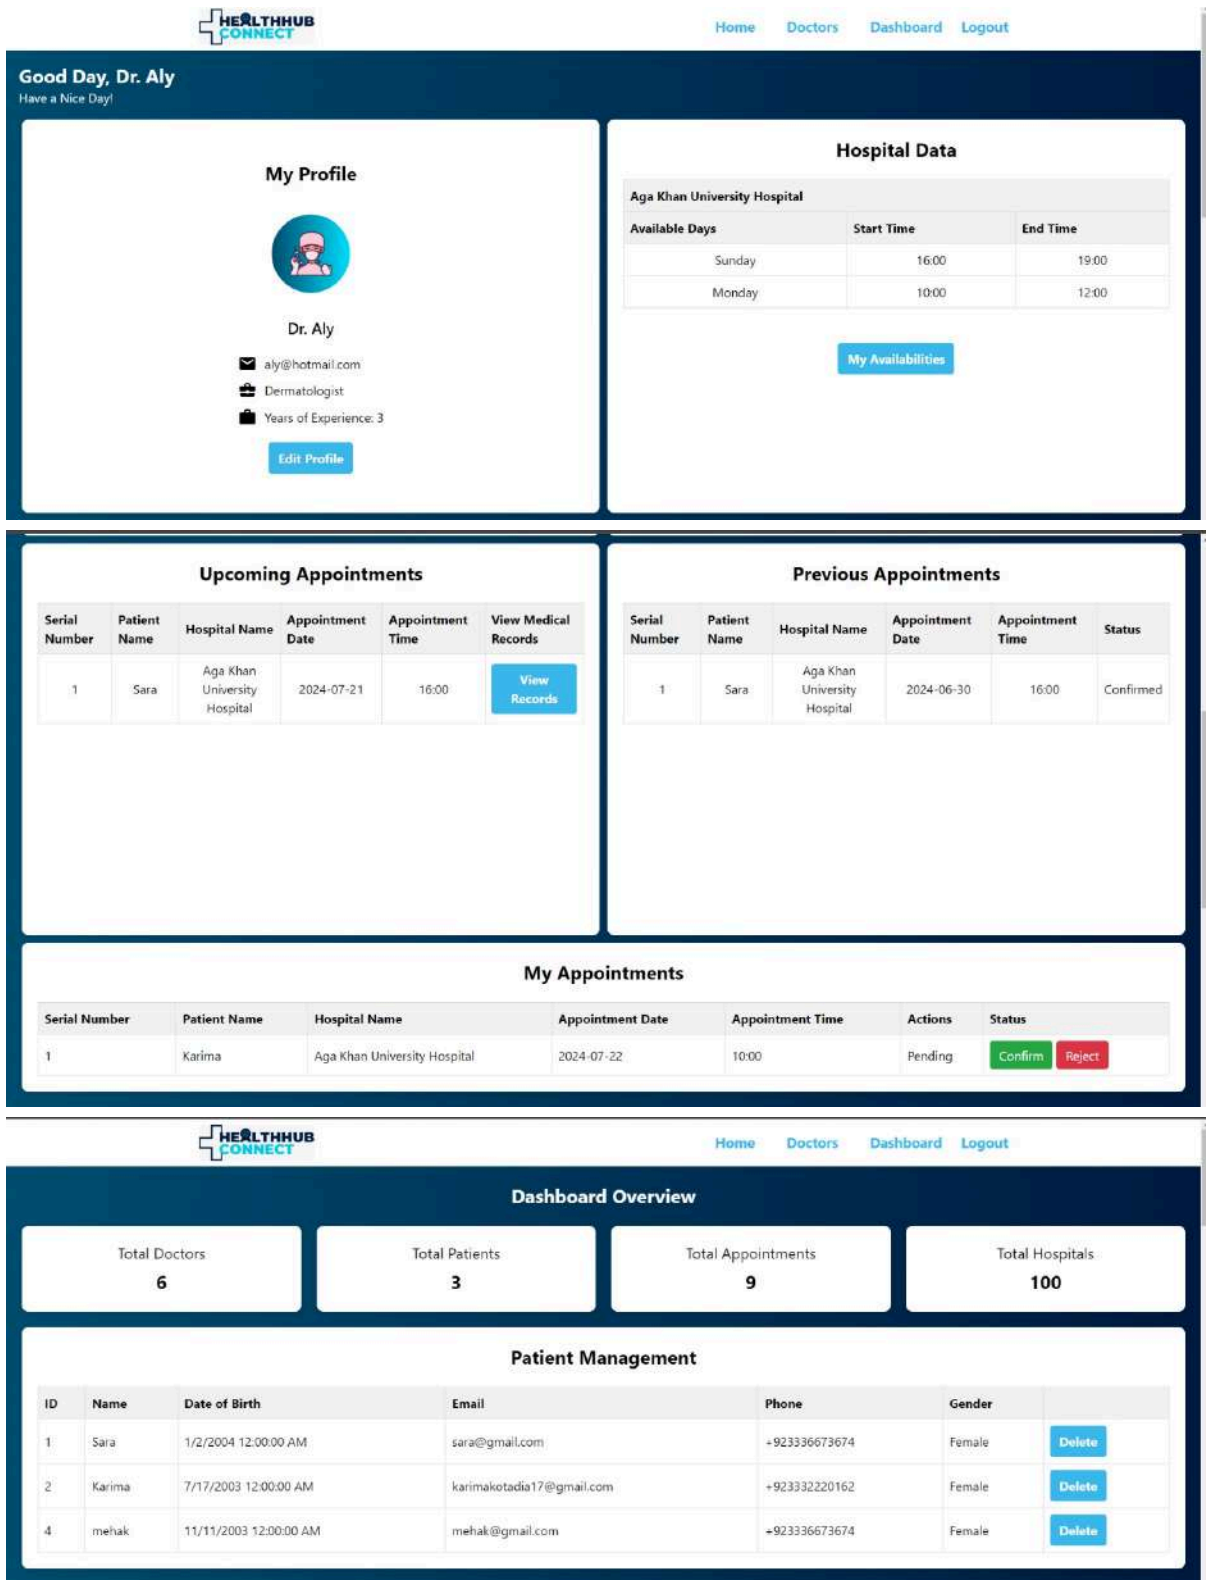 HEALTHHUB
CONNECT
Home Doctors Dashboard Logout
Good Day, Dr. Aly
Have a Nice Day!
My Profile
Dr. Aly
aly@hotmail.com
Dermatologist
Years of Experience: 3
Edit Profile
Hospital Data
Aga Khan University Hospital
Available Days Start Time End Time
Sunday 16:00 19:00
Monday 10:00 12:00
My Availabilities
Upcoming Appointments
Serial Number Patient Name Hospital Name Appointment Date Appointment Time View Medical Records
1 Sara Aga Khan University Hospital 2024-07-21 16:00 View Records
Previous Appointments
Serial Number Patient Name Hospital Name Appointment Date Appointment Time Status
1 Sara Aga Khan University Hospital 2024-06-30 16:00 Confirmed
My Appointments
Serial Number Patient Name Hospital Name Appointment Date Appointment Time Actions Status
1 Karima Aga Khan University Hospital 2024-07-22 10:00 Pending Confirm Reject
HEALTHHUB
CONNECT
Home Doctors Dashboard Logout
Dashboard Overview
Total Doctors Total Patients Total Appointments Total Hospitals
6 3 9 100
Patient Management
ID Name Date of Birth Email Phone Gender
1 Sara 1/2/2004 12:00:00 AM sara@gmail.com +923336673674 Female Delete
2 Karima 7/17/2003 12:00:00 AM karimakotadia17@gmail.com +923332220162 Female Delete
4 mehak 11/11/2003 12:00:00 AM mehak@gmail.com +923336673674 Female Delete